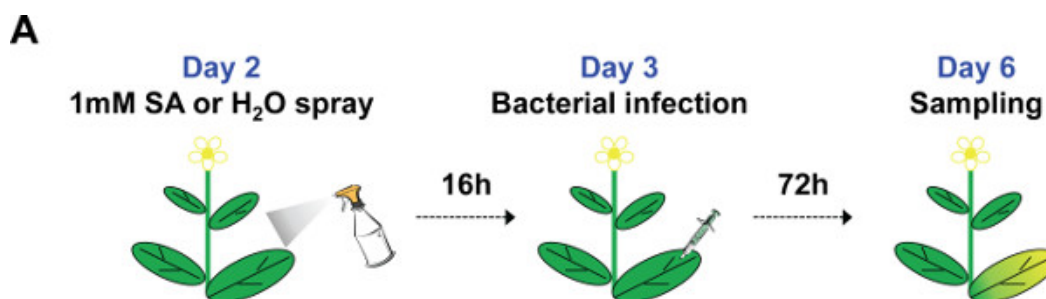 A
Day 2
1mM SA or H₂O spray
16h
Day 3
Bacterial infection
72h
Day 6
Sampling